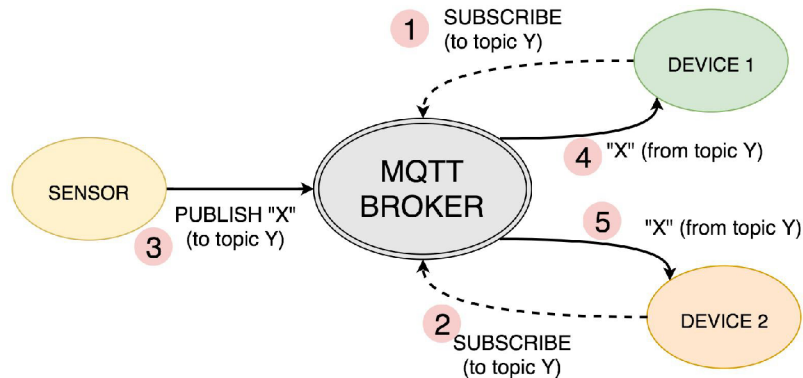 1
SUBSCRIBE
(to topic Y)
DEVICE 1
4
"X" (from topic Y)
MQTT
BROKER
SENSOR
PUBLISH "X"
(to topic Y)
3
5
"X" (from topic Y)
2
SUBSCRIBE
(to topic Y)
DEVICE 2